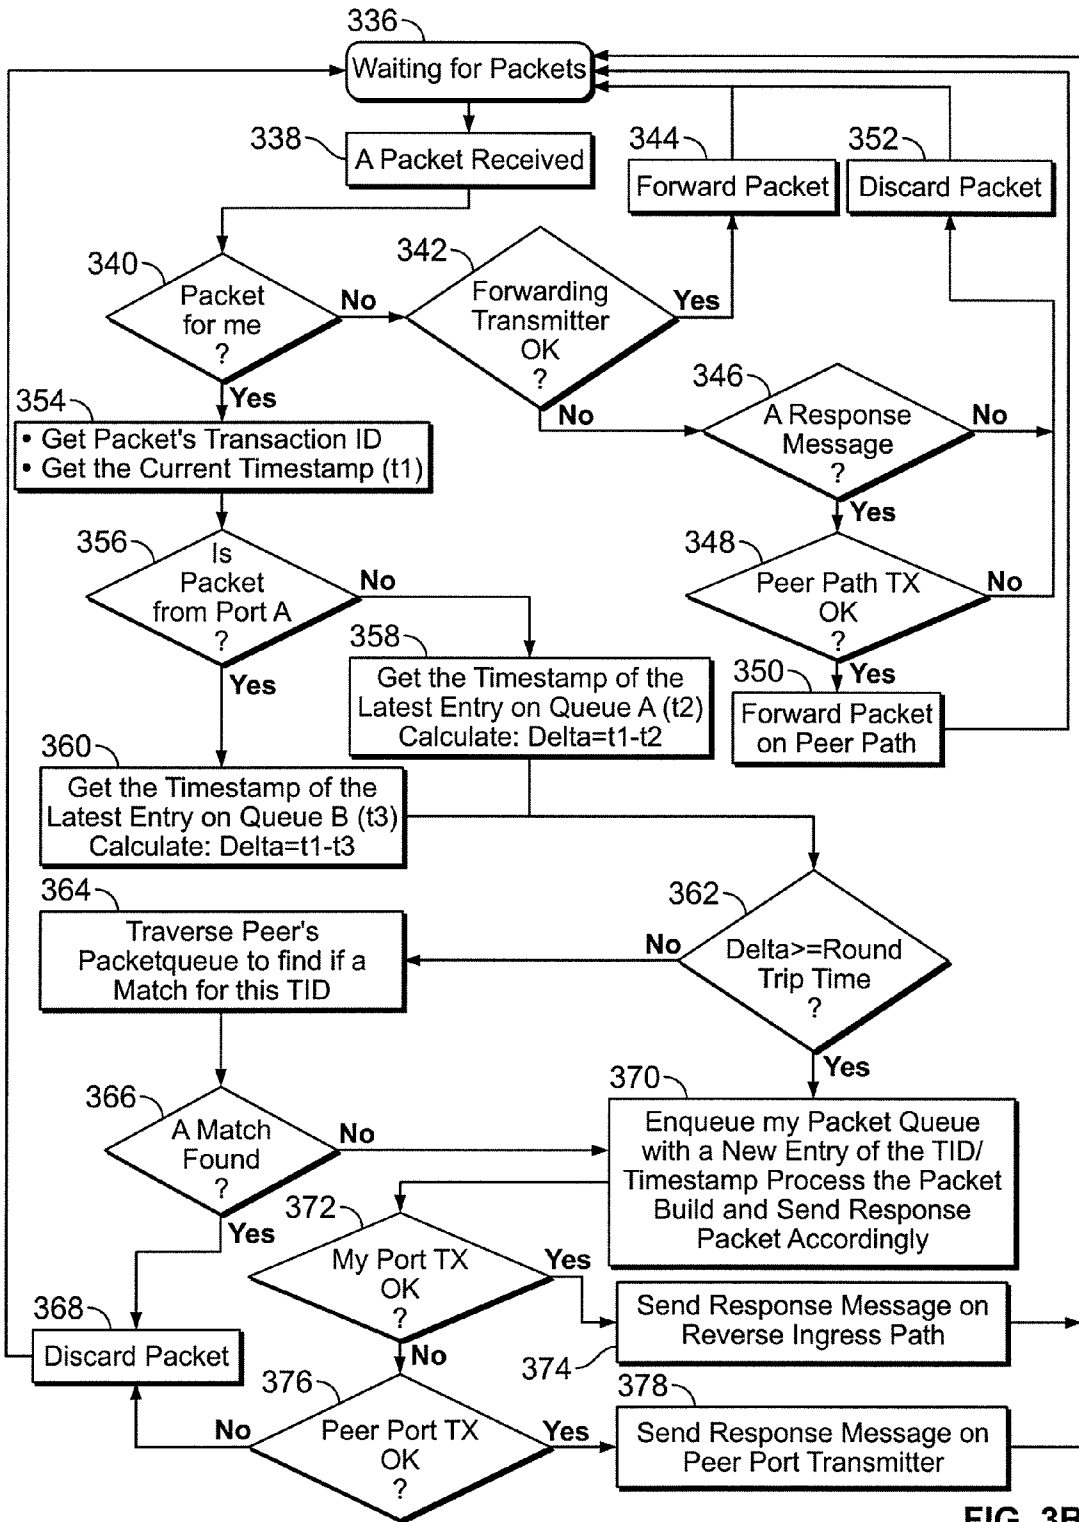 336
Waiting for Packets
338
A Packet Received
344
Forward Packet
352
Discard Packet
340
Packet
for me
?
No
Yes
342
Forwarding
Transmitter
OK
?
Yes
No
346
A Response
Message
?
No
Yes
354
• Get Packet's Transaction ID
• Get the Current Timestamp (t1)
348
Peer Path TX
OK
?
No
Yes
356
Is
Packet
from Port A
?
No
Yes
350
Forward Packet
on Peer Path
358
Get the Timestamp of the
Latest Entry on Queue A (t2)
Calculate: Delta=t1-t2
360
Get the Timestamp of the
Latest Entry on Queue B (t3)
Calculate: Delta=t1-t3
362
Delta>=Round
Trip Time
?
No
Yes
364
Traverse Peer's
Packetqueue to find if a
Match for this TID
366
A Match
Found
?
No
Yes
370
Enqueue my Packet Queue
with a New Entry of the TID/
Timestamp Process the Packet
Build and Send Response
Packet Accordingly
372
My Port TX
OK
?
Yes
No
368
Discard Packet
374
Send Response Message on
Reverse Ingress Path
376
Peer Port TX
OK
?
No
Yes
378
Send Response Message on
Peer Port Transmitter
FIG. 3B